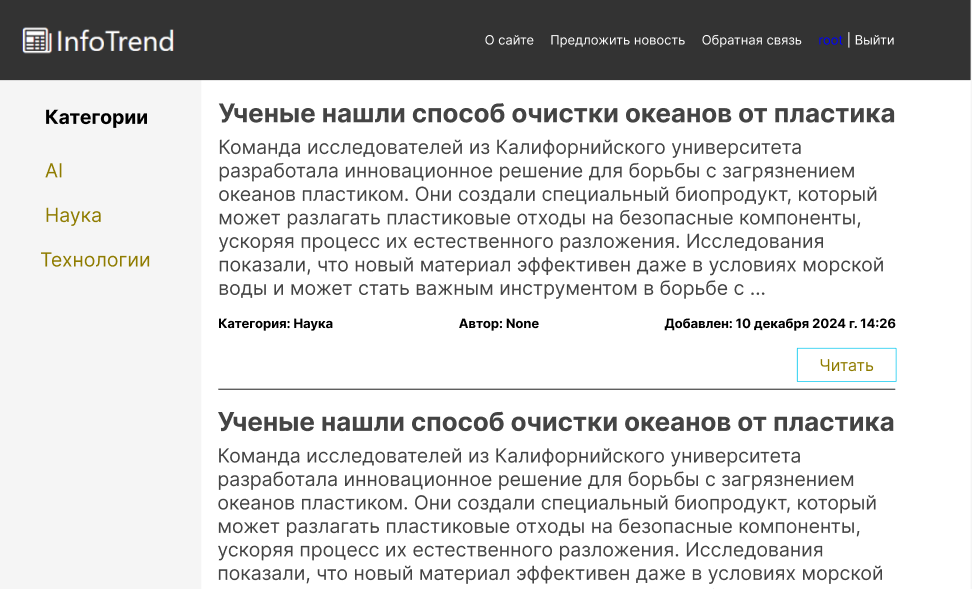 InfoTrend
О сайте Предложить новость Обратная связь root | Выйти
Категории
AI
Наука
Технологии
Ученые нашли способ очистки океанов от пластика
Команда исследователей из Калифорнийского университета
разработала инновационное решение для борьбы с загрязнением
океанов пластиком. Они создали специальный биопродукт, который
может разлагать пластиковые отходы на безопасные компоненты,
ускоряя процесс их естественного разложения. Исследования
показали, что новый материал эффективен даже в условиях морской
воды и может стать важным инструментом в борьбе с ...
Категория: Наука Автор: None Добавлен: 10 декабря 2024 г. 14:26
Читать
Ученые нашли способ очистки океанов от пластика
Команда исследователей из Калифорнийского университета
разработала инновационное решение для борьбы с загрязнением
океанов пластиком. Они создали специальный биопродукт, который
может разлагать пластиковые отходы на безопасные компоненты,
ускоряя процесс их естественного разложения. Исследования
показали, что новый материал эффективен даже в условиях морской